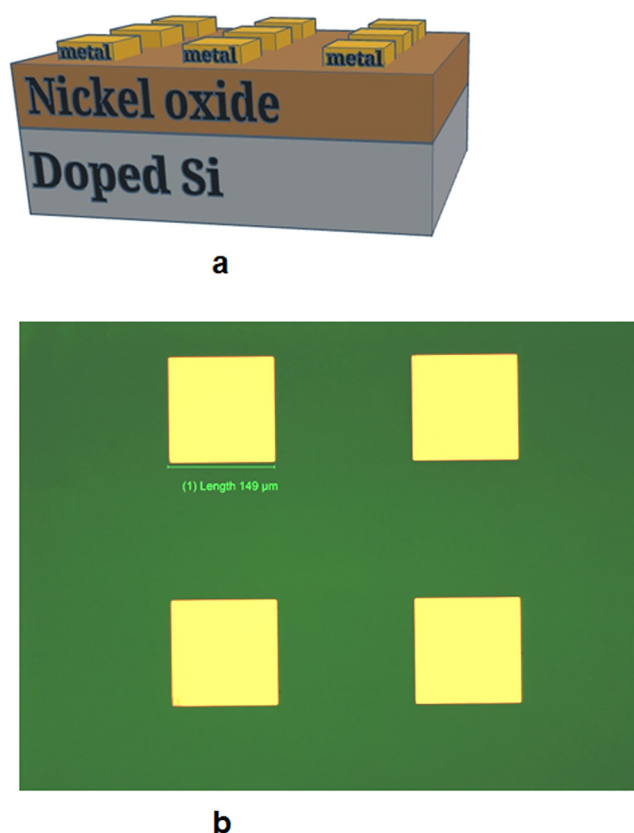 metal
metal
metal
Nickel oxide
Doped Si
a
(1) Length 149 µm
b